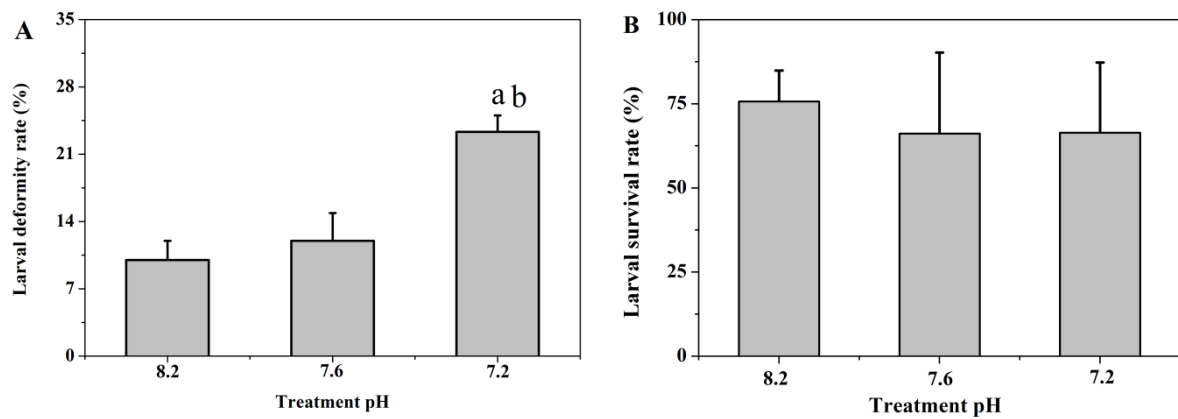 A
35
28
21
14
7
0
Larval deformity rate (%)
a b
8.2 7.6 7.2
Treatment pH
B
100
75
50
25
0
Larval survival rate (%)
8.2 7.6 7.2
Treatment pH